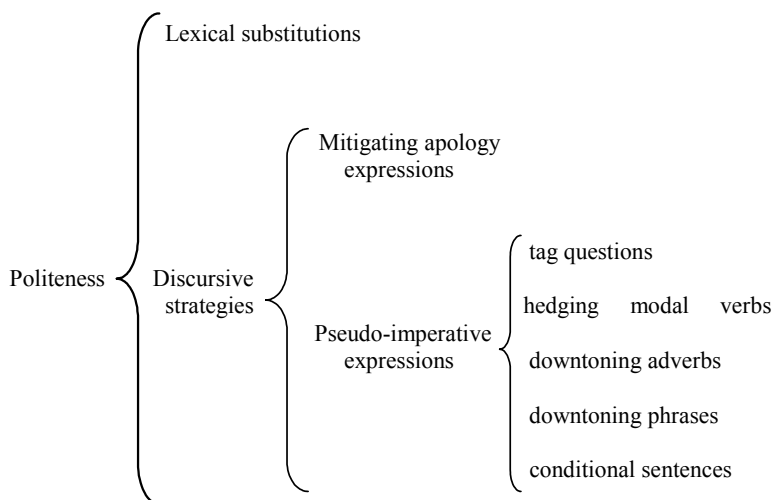 Lexical substitutions
Mitigating apology
expressions
Politeness
Discursive
strategies
Pseudo-imperative
expressions
tag questions
hedging modal verbs
downtoning adverbs
downtoning phrases
conditional sentences